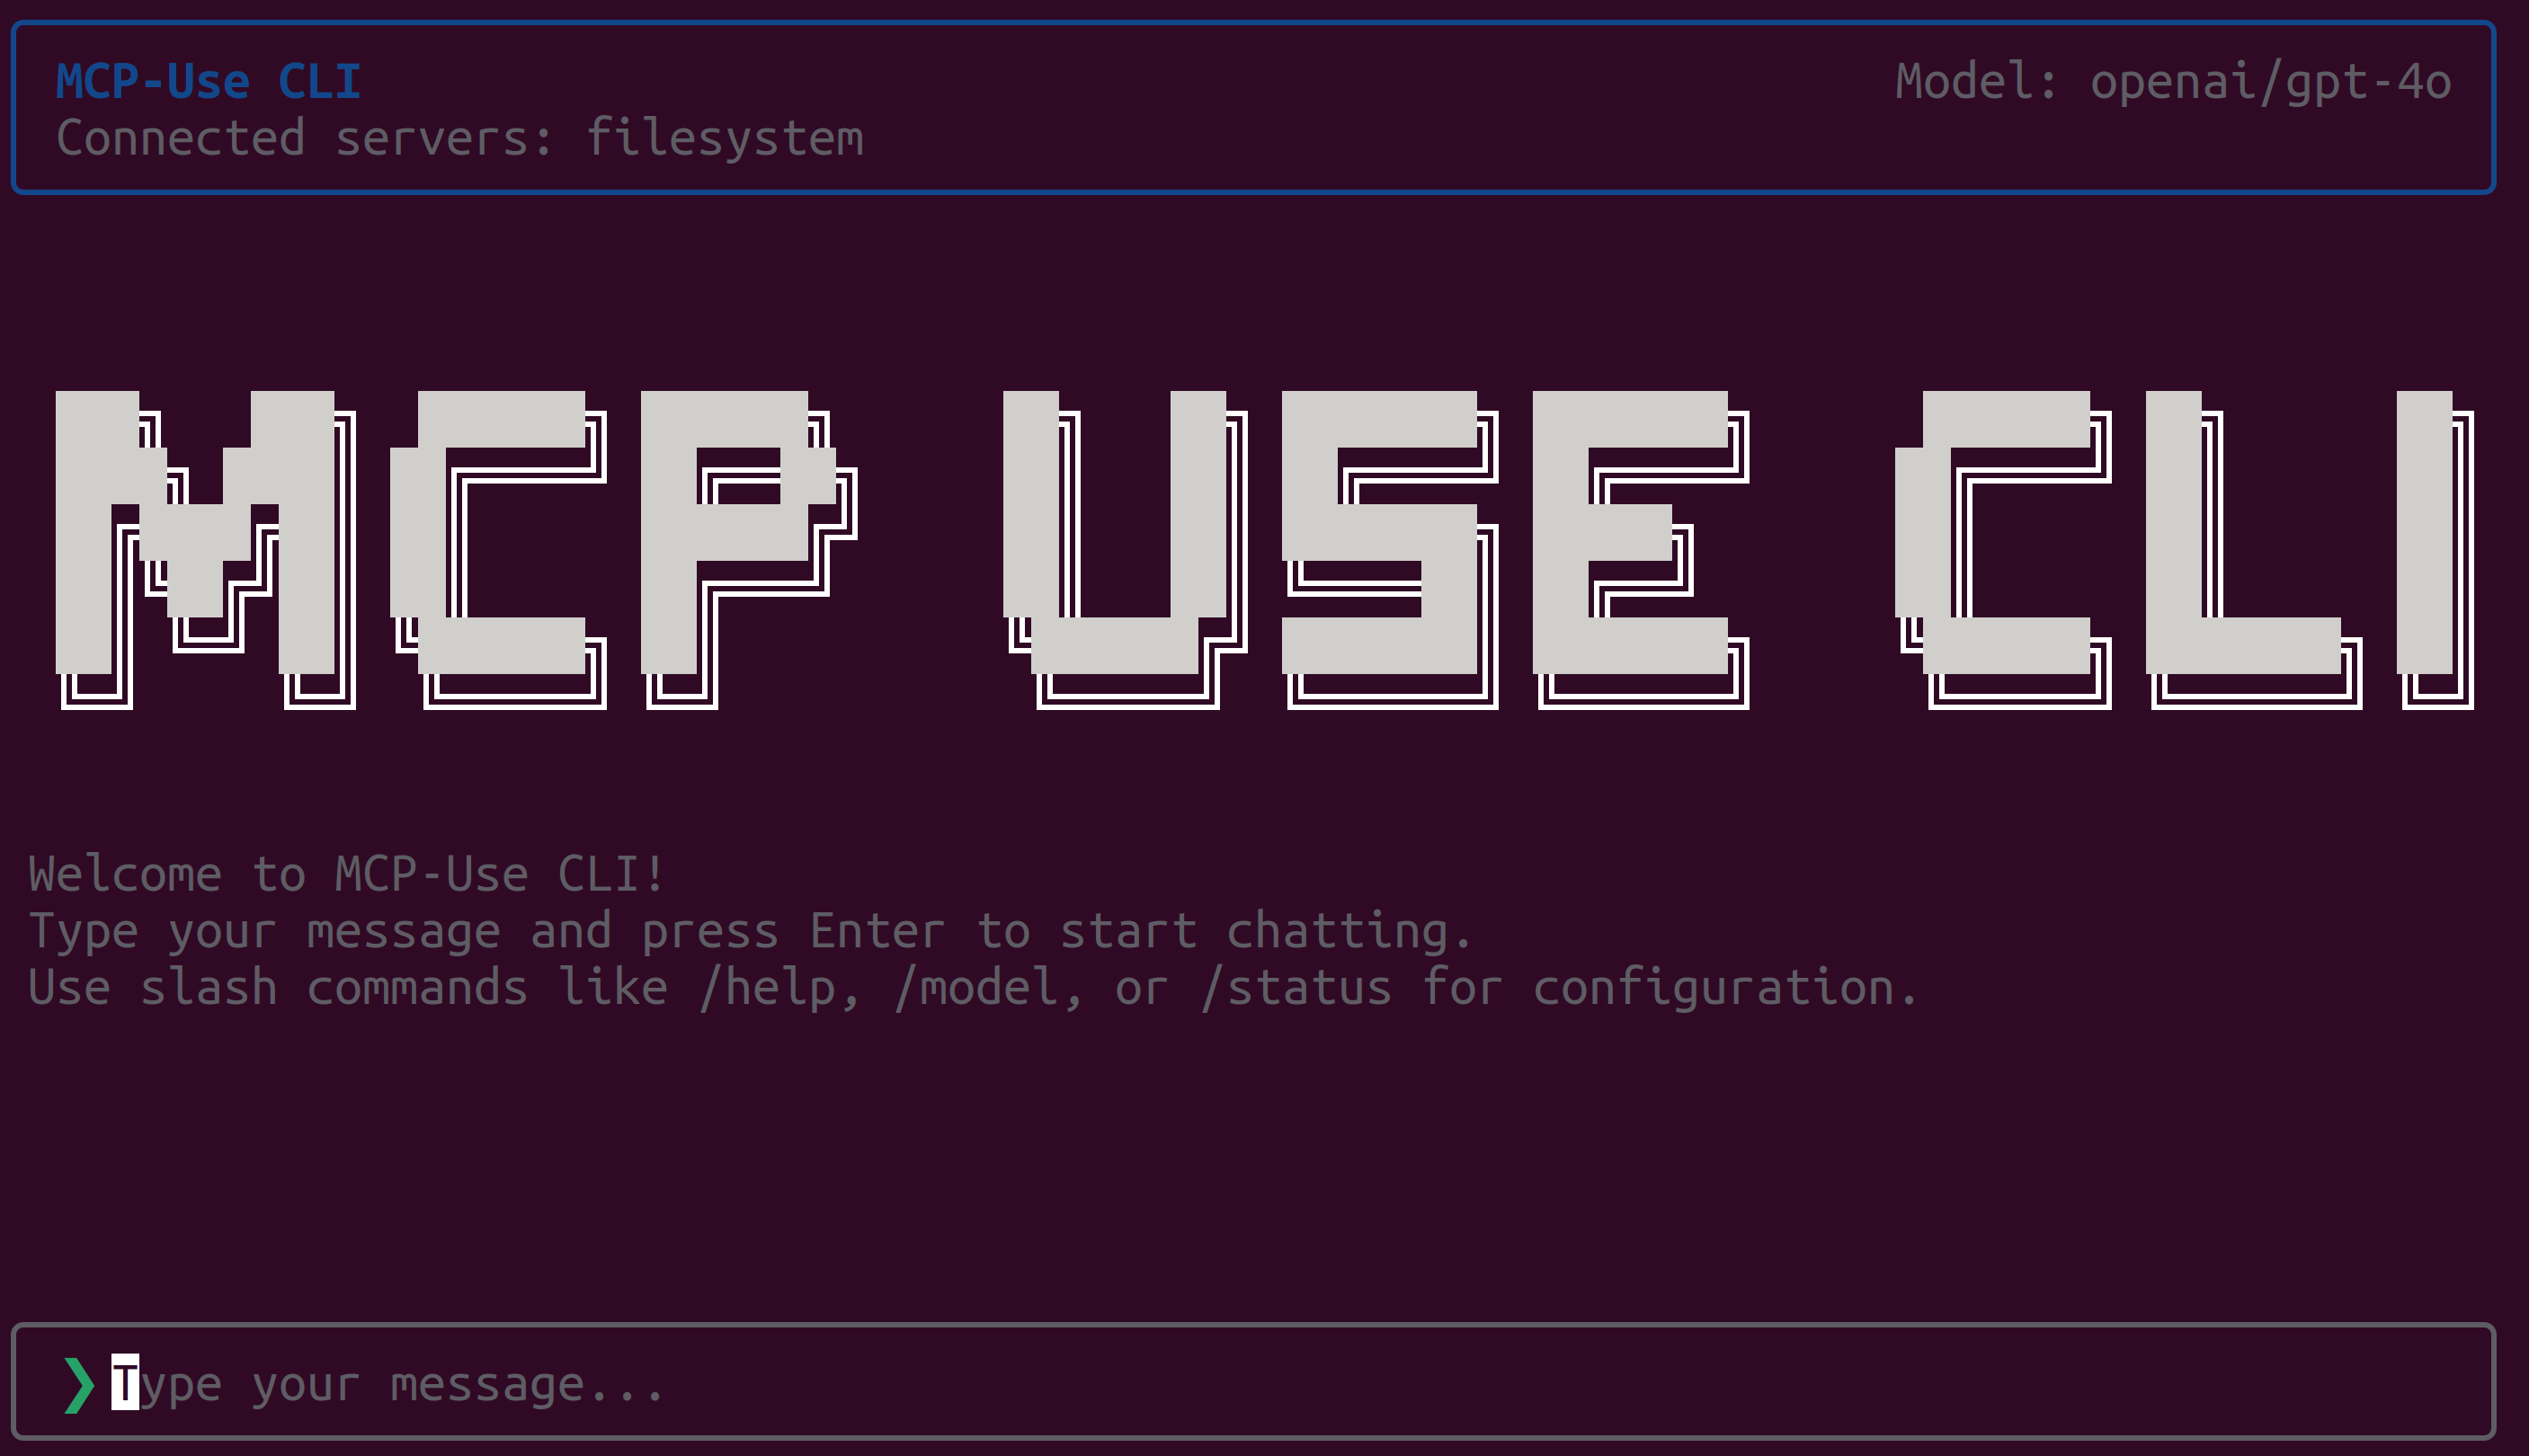 MCP-Use CLI
Model: openai/gpt-4o
Connected servers: filesystem
MCP USE CLI
Welcome to MCP-Use CLI!
Type your message and press Enter to start chatting.
Use slash commands like /help, /model, or /status for configuration.
❯ Type your message...